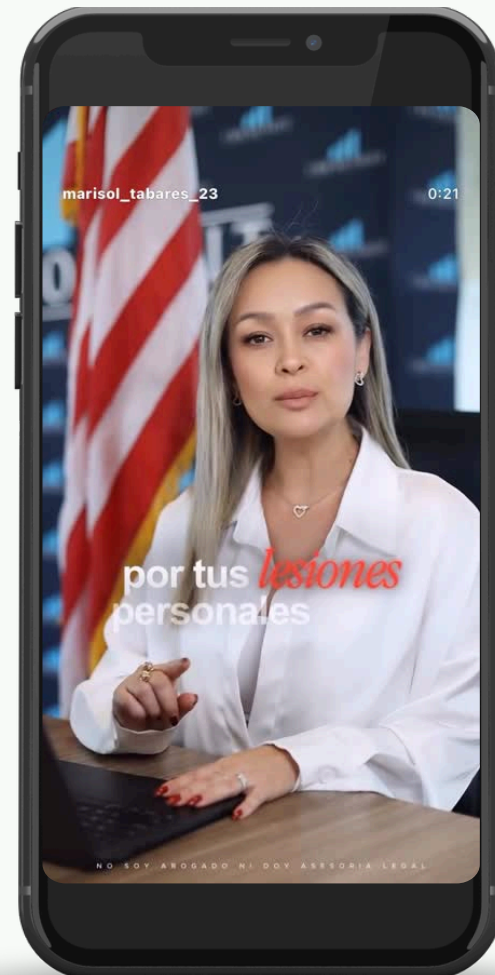 marisol_tabares_23
0:21
por tus lesiones
personales
NO SOY ABOGADO NI DOY ASESORIA LEGAL